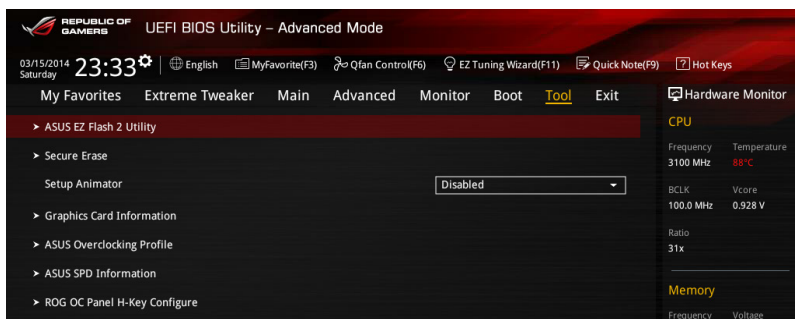 REPUBLIC OF
GAMERS
UEFI BIOS Utility – Advanced Mode
03/15/2014
Saturday
23:33
English
MyFavorite(F3)
Qfan Control(F6)
EZ Tuning Wizard(F11)
Quick Note(F9)
? Hot Keys
My Favorites
Extreme Tweaker
Main
Advanced
Monitor
Boot
Tool
Exit
Hardware Monitor
> ASUS EZ Flash 2 Utility
> Secure Erase
Setup Animator
Disabled
> Graphics Card Information
> ASUS Overclocking Profile
> ASUS SPD Information
> ROG OC Panel H-Key Configure
CPU
Frequency Temperature
3100 MHz 88°C
BCLK Vcore
100.0 MHz 0.928 V
Ratio
31x
Memory
Frequency Voltage